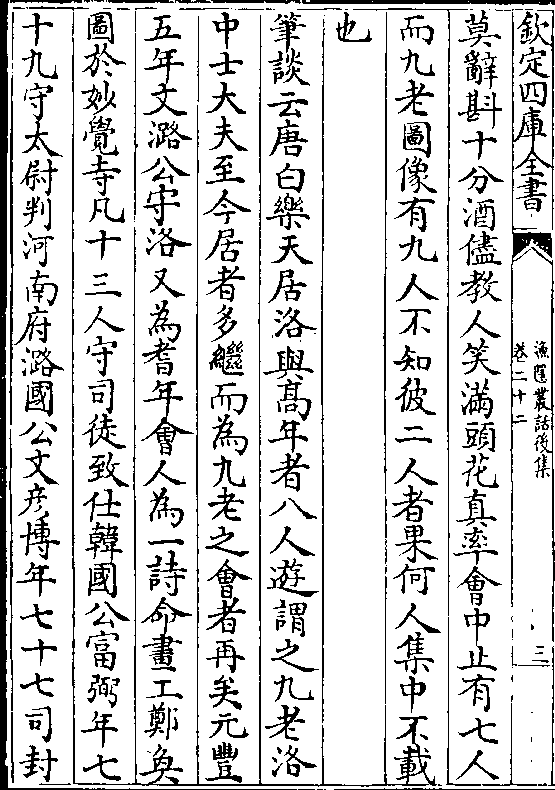 欽定四庫全書
漁隱叢話後集
卷二十二
三
莫辭斟十分酒儘教人笑滿頭花真率會中止有七人
而九老圖像有九人不知彼二人者果何人集中不載
也
筆談云唐白樂天居洛與髙年者八人遊謂之九老洛
中士大夫至今居者多繼而為九老之會者再矣元豐
五年文潞公守洛又為耆年會人為一詩命畫工鄭奐
圖於妙覺寺凡十三人守司徒致仕韓國公富弼年七
十九守太尉判河南府潞國公文彦博年七十七司封